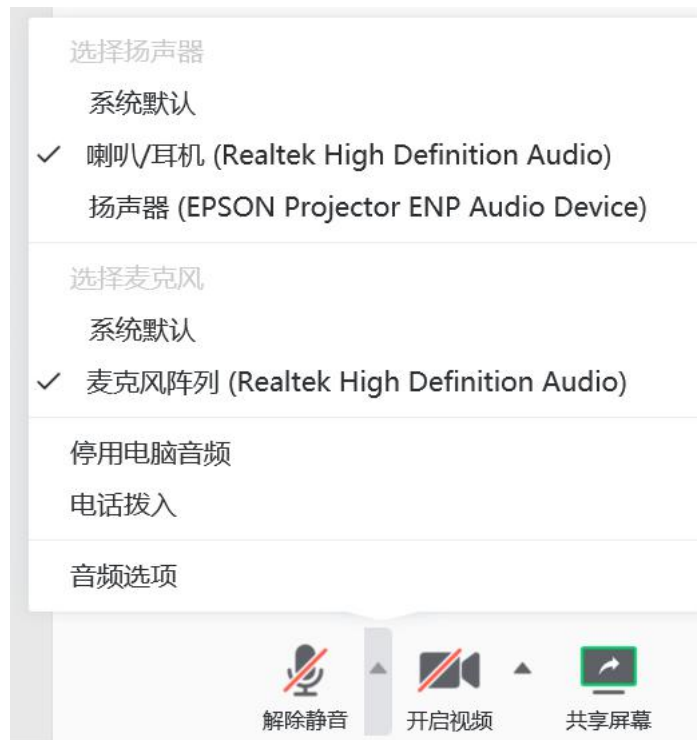 选择扬声器
系统默认
喇叭/耳机 (Realtek High Definition Audio)
扬声器 (EPSON Projector ENP Audio Device)
选择麦克风
系统默认
麦克风阵列 (Realtek High Definition Audio)
停用电脑音频
电话拨入
音频选项
解除静音 开启视频 共享屏幕